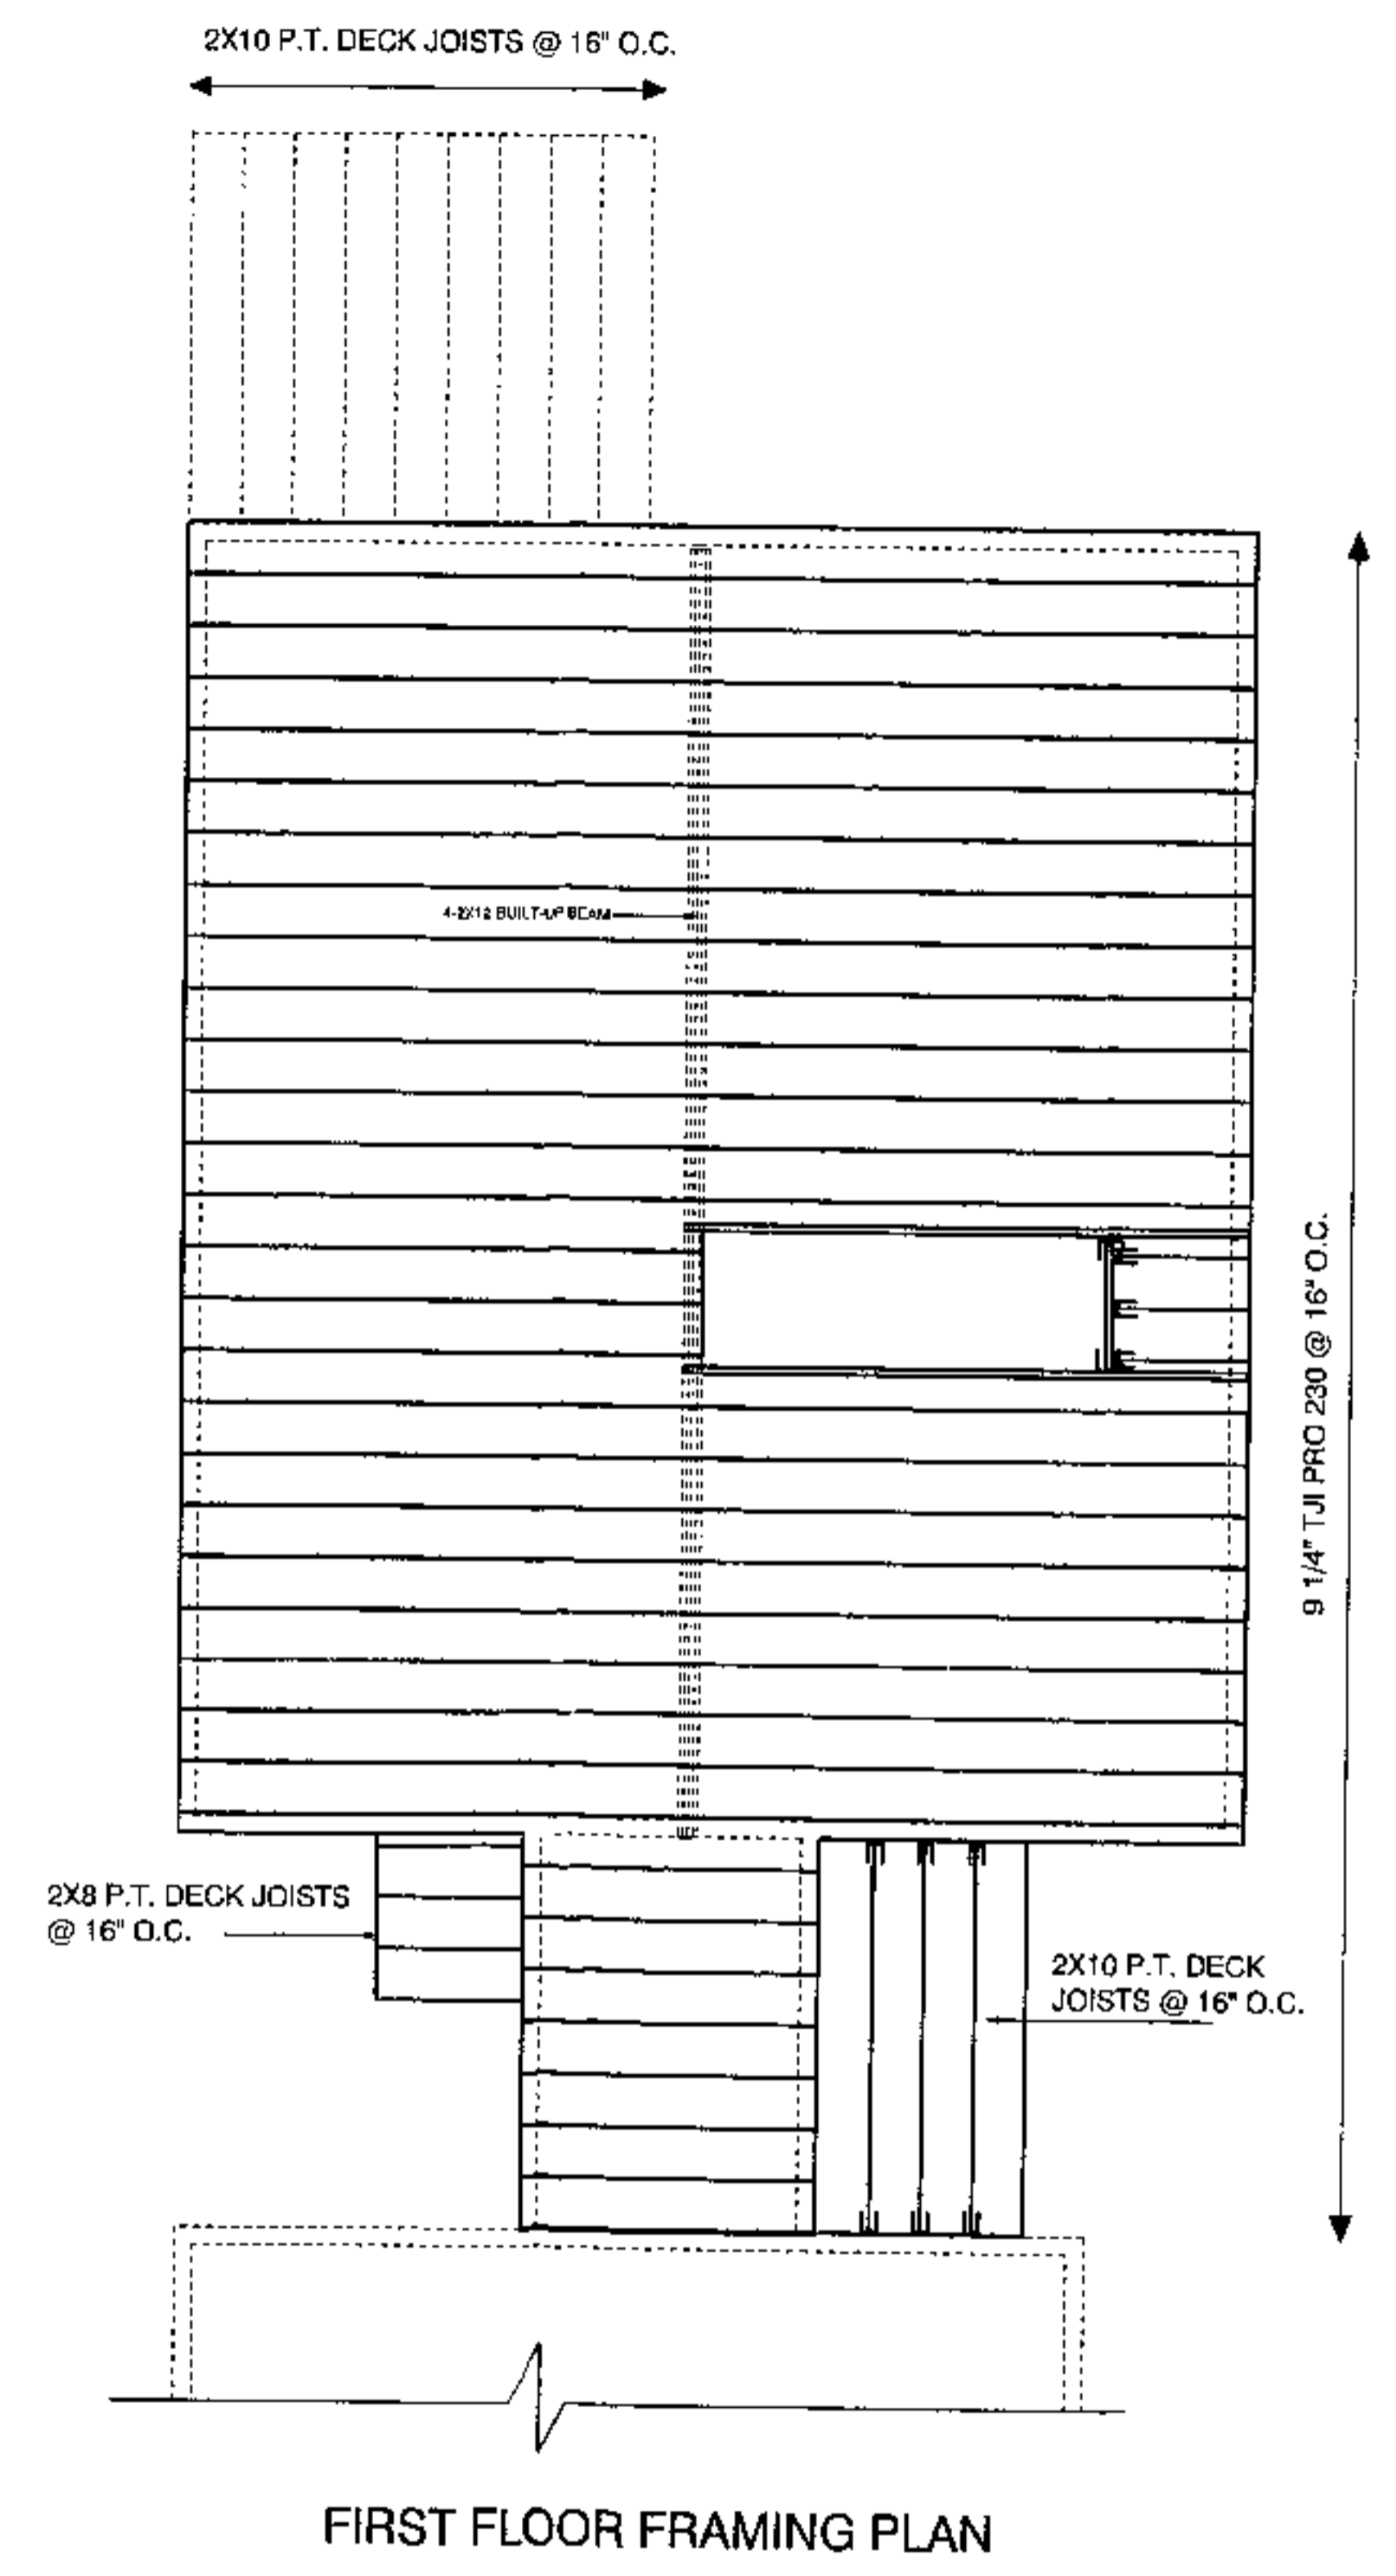 2X10 P.T. DECK JOISTS @ 16" O.C.
4-2X12 BUILT-UP BEAM
9 1/4" TJI PRO 230 @ 16" O.C.
2X8 P.T. DECK JOISTS
@ 16" O.C.
2X10 P.T. DECK
JOISTS @ 16" O.C.
FIRST FLOOR FRAMING PLAN